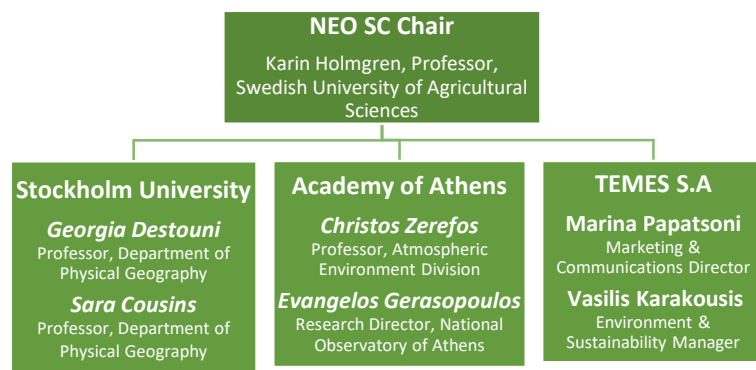 NEO SC Chair
Karin Holmgren, Professor,
Swedish University of Agricultural
Sciences
Stockholm University
Georgia Destouni
Professor, Department of
Physical Geography
Sara Cousins
Professor, Department of
Physical Geography
Academy of Athens
Christos Zerefos
Professor, Atmospheric
Environment Division
Evangelos Gerasopoulos
Research Director, National
Observatory of Athens
TEMES S.A
Marina Papatsoni
Marketing &
Communications Director
Vasilis Karakousis
Environment &
Sustainability Manager